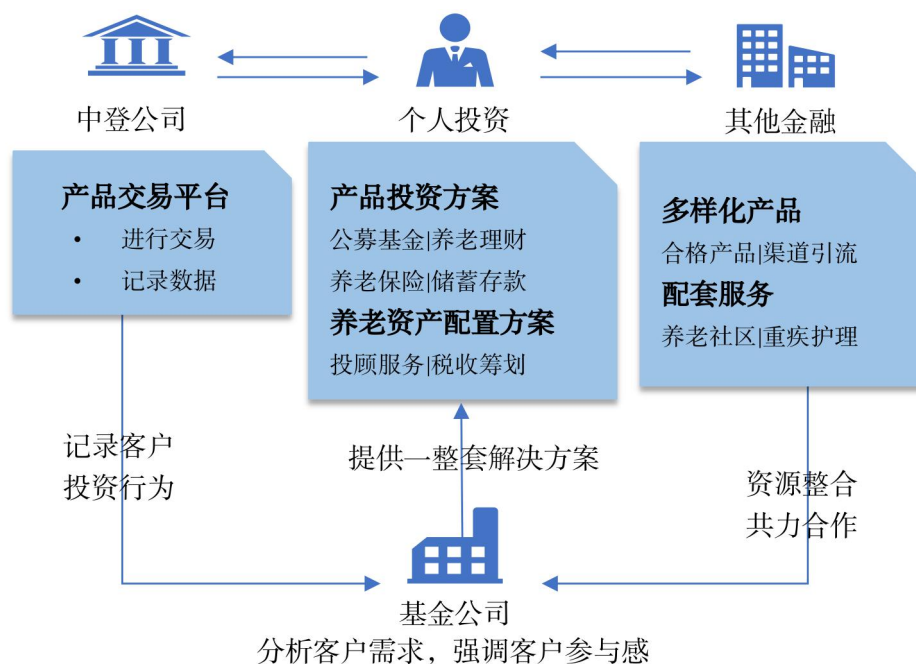 中登公司
个人投资
其他金融
产品交易平台
• 进行交易
• 记录数据
产品投资方案
公募基金|养老理财
养老保险|储蓄存款
养老资产配置方案
投顾服务|税收筹划
多样化产品
合格产品|渠道引流
配套服务
养老社区|重疾护理
记录客户
投资行为
提供一整套解决方案
资源整合
共力合作
基金公司
分析客户需求，强调客户参与感